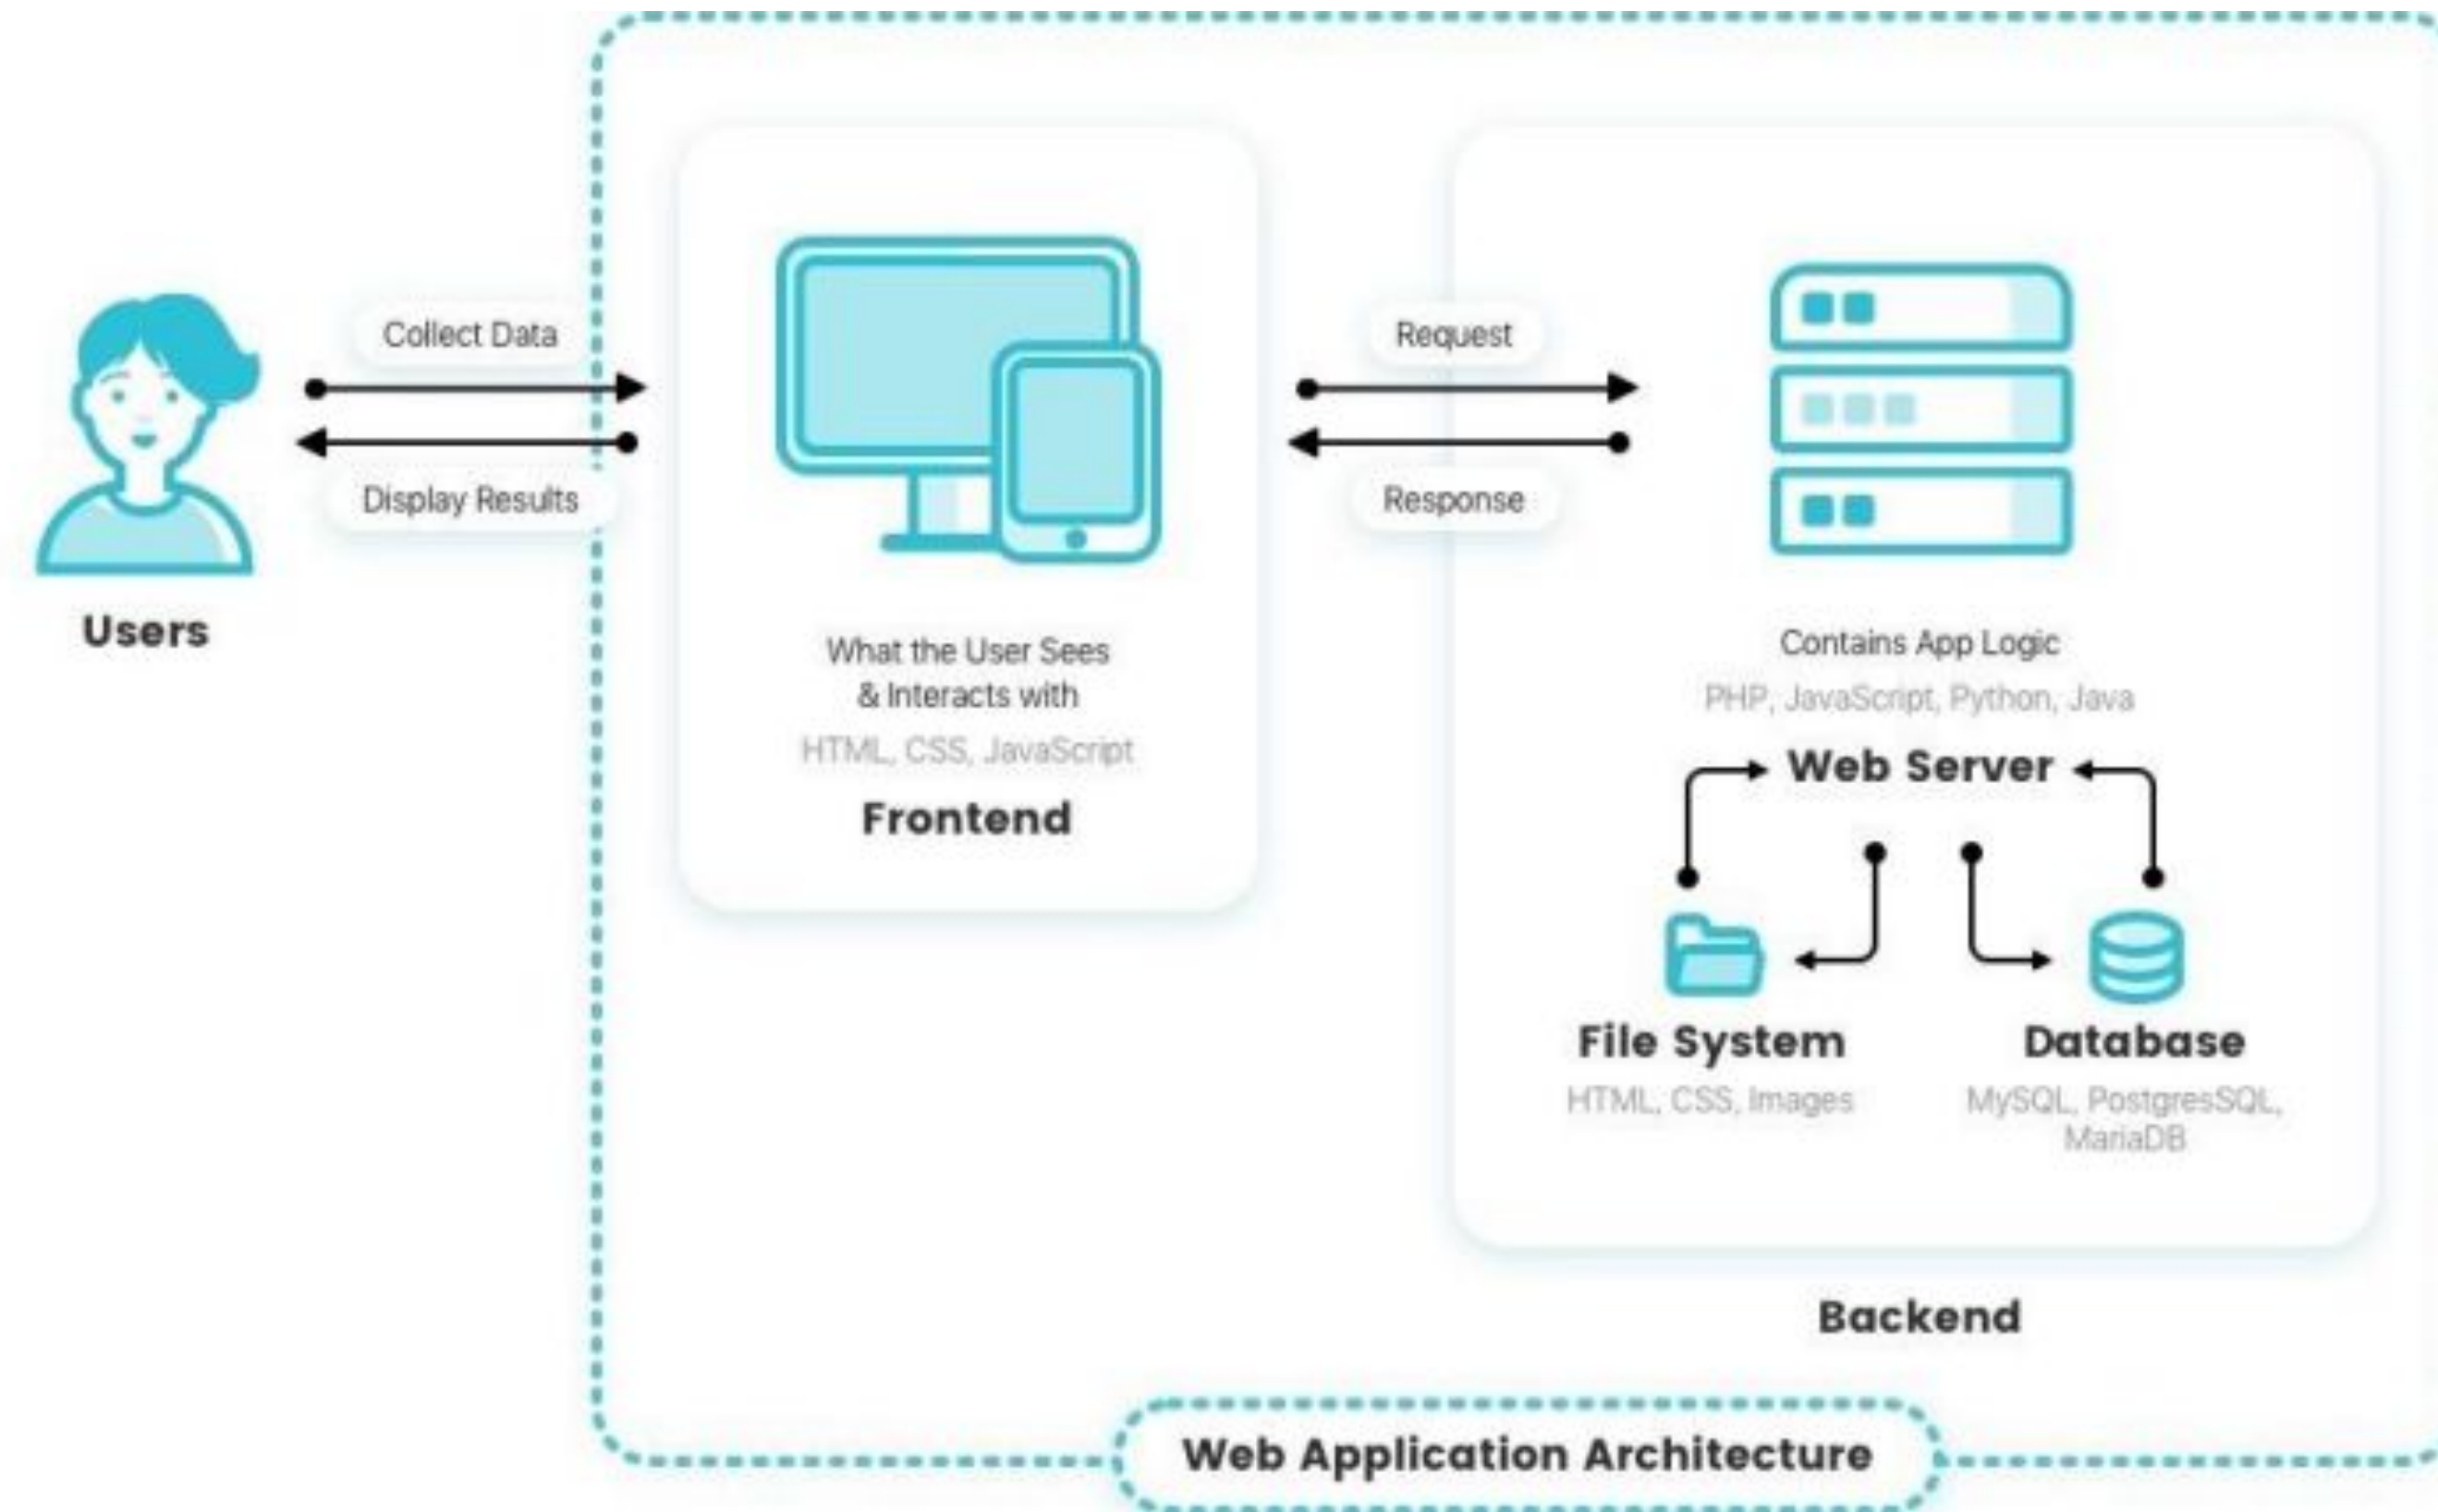 Collect Data
Display Results
Users
What the User Sees
& Interacts with
HTML, CSS, JavaScript
Frontend
Request
Response
Contains App Logic
PHP, JavaScript, Python, Java
Web Server
File System
HTML, CSS, Images
Database
MySQL, PostgresSQL,
MariaDB
Backend
Web Application Architecture